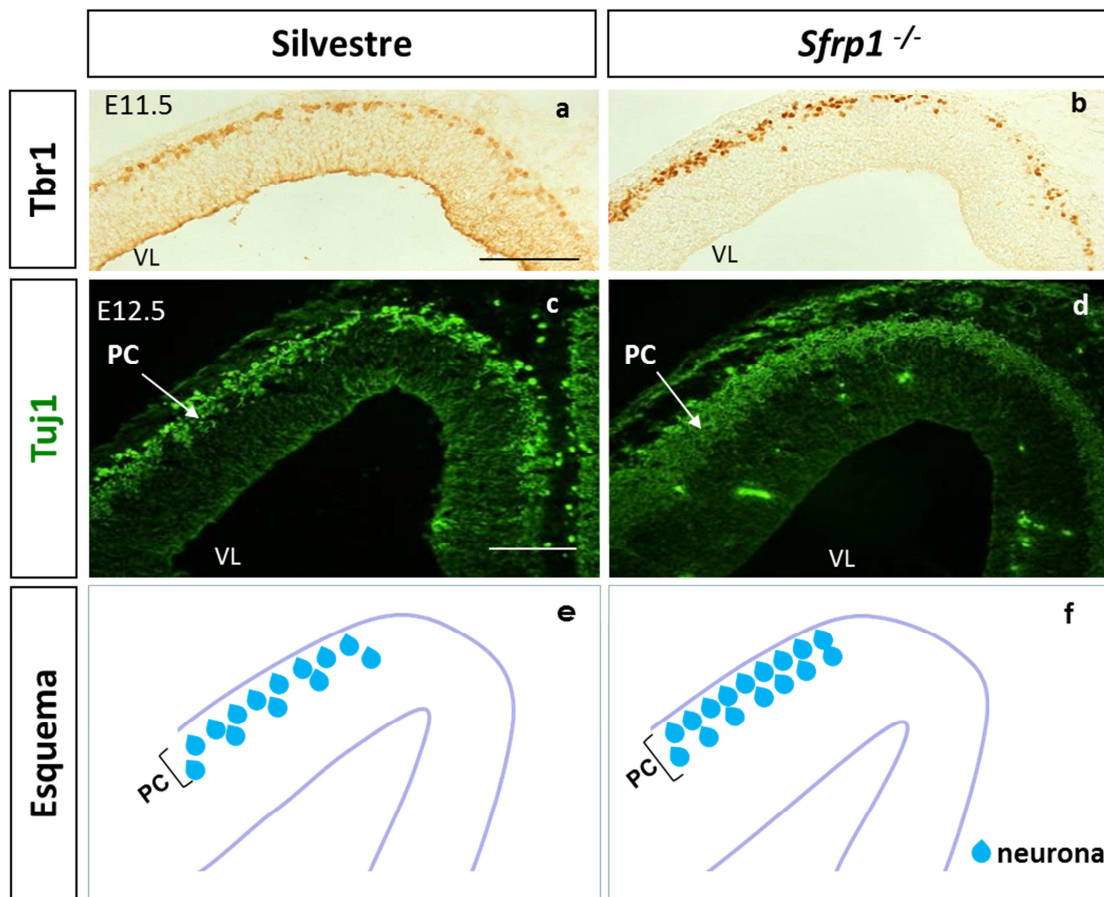 Silvestre
Sfrp1 -/-
Tbr1
E11.5
a
VL
b
VL
Tuj1
E12.5
PC
c
VL
PC
d
VL
Esquema
e
PC
f
PC
neurona